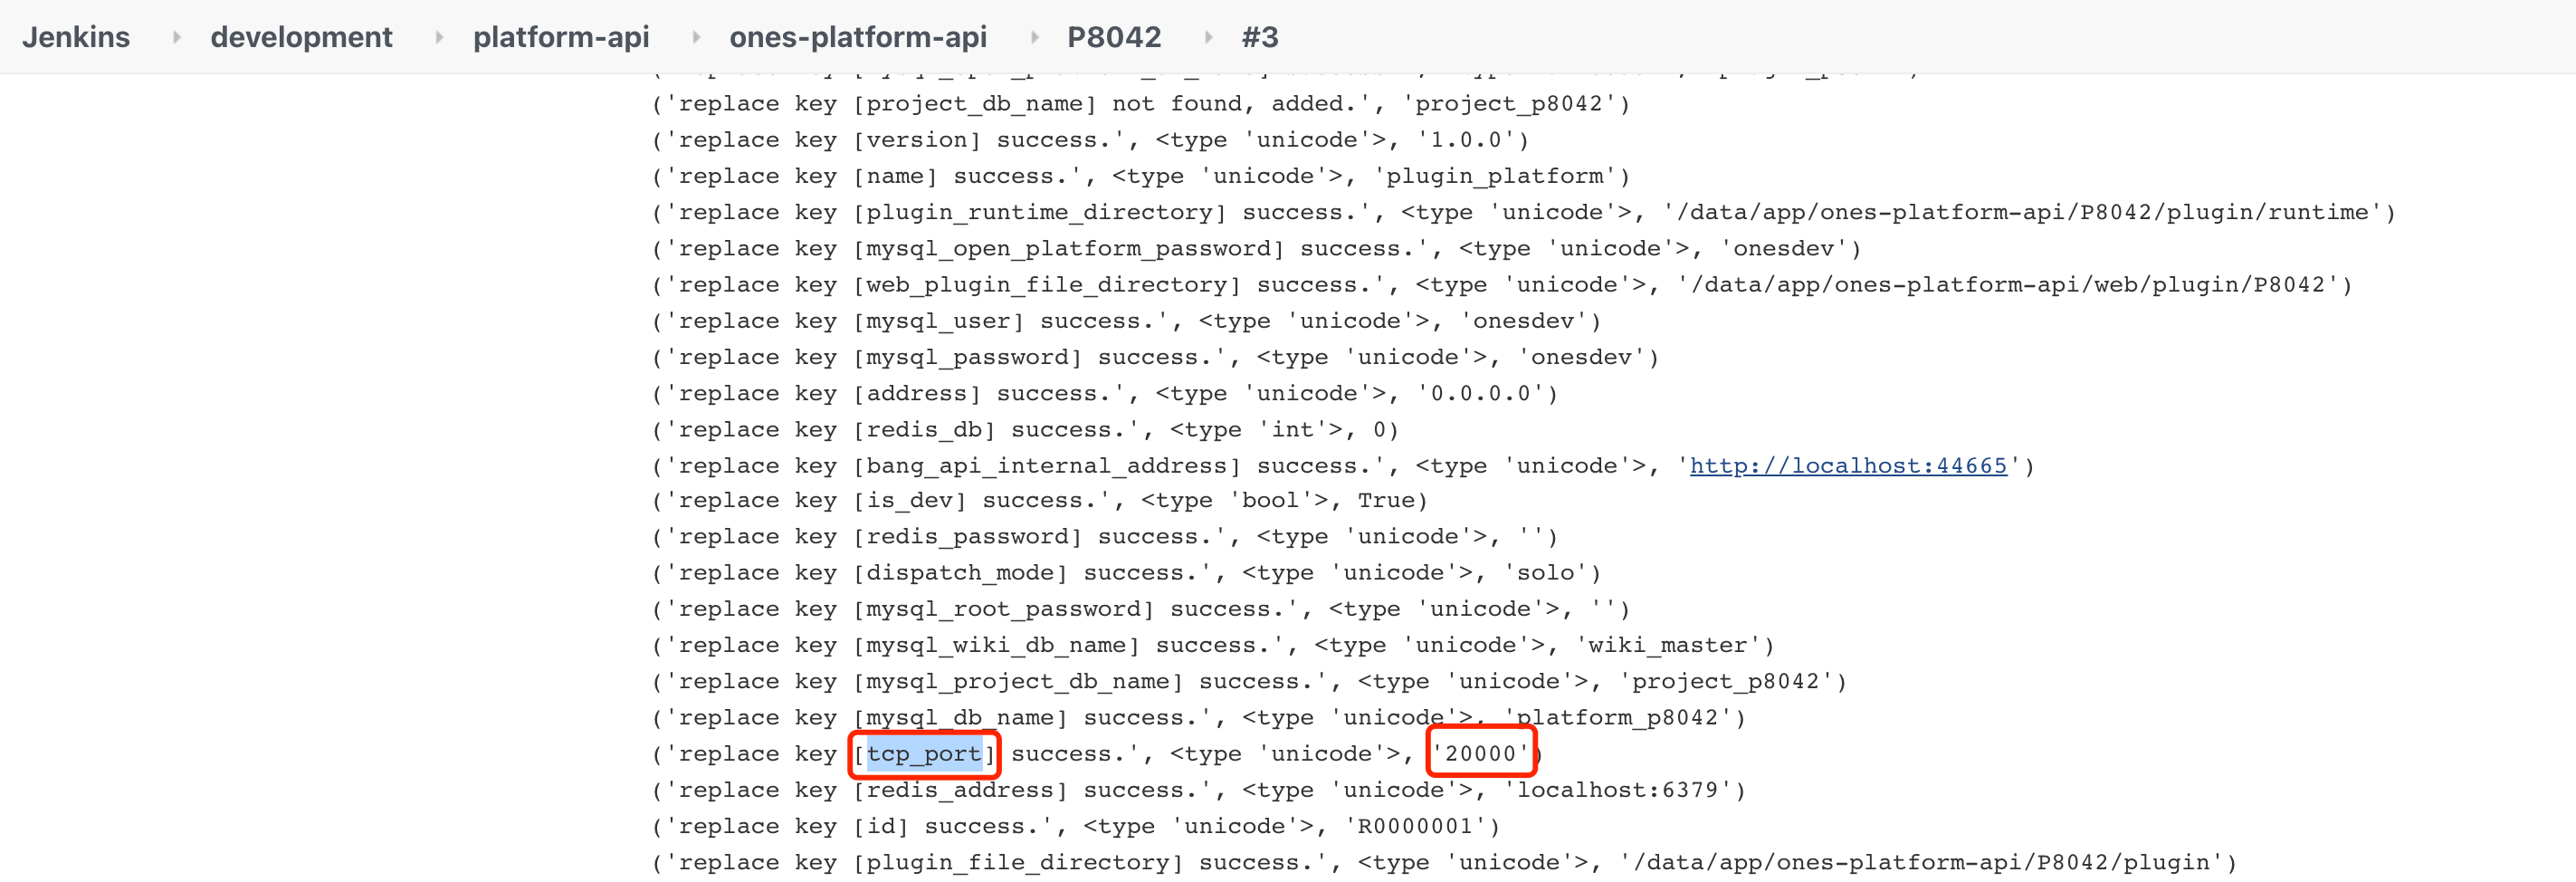 Jenkins development platform-api ones-platform-api P8042 #3
('replace key [project_db_name] not found, added.', 'project_p8042')
('replace key [version] success.', <type 'unicode'>, '1.0.0')
('replace key [name] success.', <type 'unicode'>, 'plugin_platform')
('replace key [plugin_runtime_directory] success.', <type 'unicode'>, '/data/app/ones-platform-api/P8042/plugin/runtime')
('replace key [mysql_open_platform_password] success.', <type 'unicode'>, 'onesdev')
('replace key [web_plugin_file_directory] success.', <type 'unicode'>, '/data/app/ones-platform-api/web/plugin/P8042')
('replace key [mysql_user] success.', <type 'unicode'>, 'onesdev')
('replace key [mysql_password] success.', <type 'unicode'>, 'onesdev')
('replace key [address] success.', <type 'unicode'>, '0.0.0.0')
('replace key [redis_db] success.', <type 'int'>, 0)
('replace key [bang_api_internal_address] success.', <type 'unicode'>, 'http://localhost:44665')
('replace key [is_dev] success.', <type 'bool'>, True)
('replace key [redis_password] success.', <type 'unicode'>, '')
('replace key [dispatch_mode] success.', <type 'unicode'>, 'solo')
('replace key [mysql_root_password] success.', <type 'unicode'>, '')
('replace key [mysql_wiki_db_name] success.', <type 'unicode'>, 'wiki_master')
('replace key [mysql_project_db_name] success.', <type 'unicode'>, 'project_p8042')
('replace key [mysql_db_name] success.', <type 'unicode'>, 'platform_p8042')
('replace key [tcp_port] success.', <type 'unicode'>, '20000')
('replace key [redis_address] success.', <type 'unicode'>, 'localhost:6379')
('replace key [id] success.', <type 'unicode'>, 'R0000001')
('replace key [plugin_file_directory] success.', <type 'unicode'>, '/data/app/ones-platform-api/P8042/plugin')